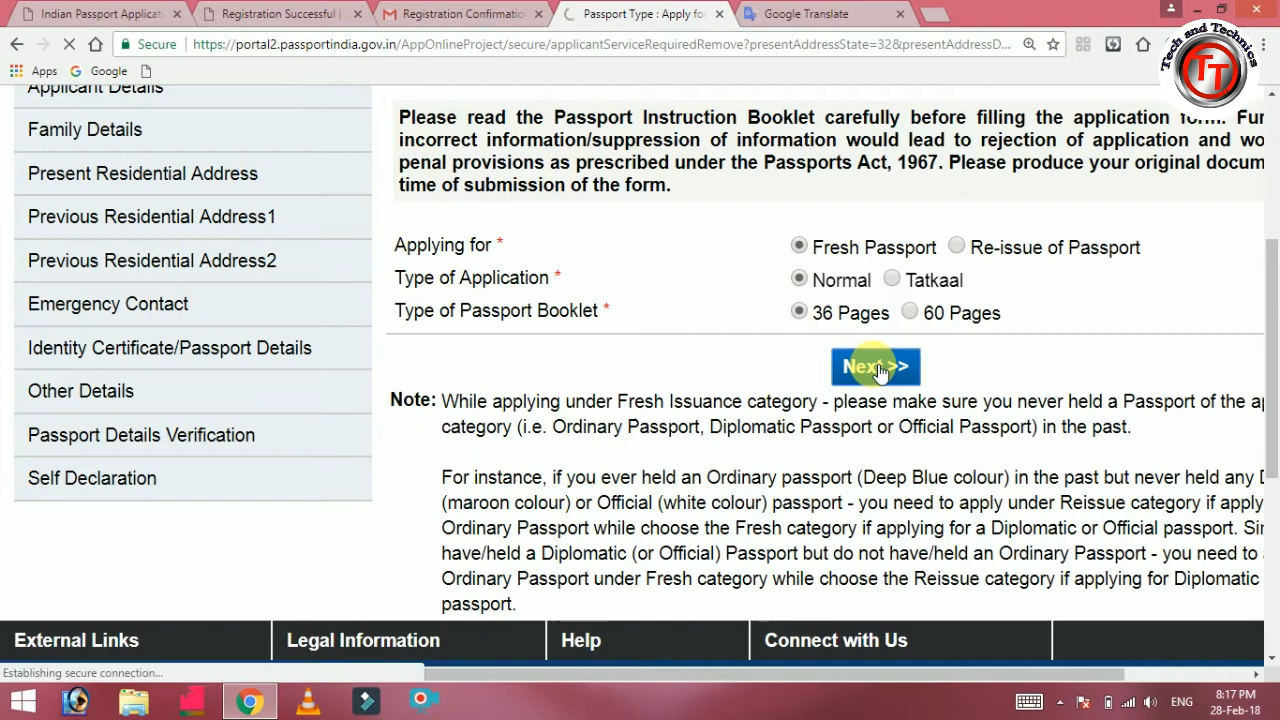 Indian Passport Applicat
Registration Successful |
Registration Confirmatio
Passport Type : Apply fo
Google Translate
Secure
https://portal2.passportindia.gov.in/AppOnlineProject/secure/applicantServiceRequiredRemove?presentAddressState=32&presentAddressD...
Apps
Google
Tech and Technics
TT
Applicant Details
Family Details
Present Residential Address
Previous Residential Address1
Previous Residential Address2
Emergency Contact
Identity Certificate/Passport Details
Other Details
Passport Details Verification
Self Declaration
Please read the Passport Instruction Booklet carefully before filling the application form. Fur
incorrect information/suppression of information would lead to rejection of application and wo
penal provisions as prescribed under the Passports Act, 1967. Please produce your original docum
time of submission of the form.
Applying for * Fresh Passport Re-issue of Passport
Type of Application * Normal Tatkaal
Type of Passport Booklet * 36 Pages 60 Pages
Next >>
Note: While applying under Fresh Issuance category - please make sure you never held a Passport of the ap
category (i.e. Ordinary Passport, Diplomatic Passport or Official Passport) in the past.
For instance, if you ever held an Ordinary passport (Deep Blue colour) in the past but never held any D
(maroon colour) or Official (white colour) passport - you need to apply under Reissue category if apply
Ordinary Passport while choose the Fresh category if applying for a Diplomatic or Official passport. Sim
have/held a Diplomatic (or Official) Passport but do not have/held an Ordinary Passport - you need to a
Ordinary Passport under Fresh category while choose the Reissue category if applying for Diplomatic
passport.
External Links
Legal Information
Help
Connect with Us
Establishing secure connection...
ENG
8:17 PM
28-Feb-18